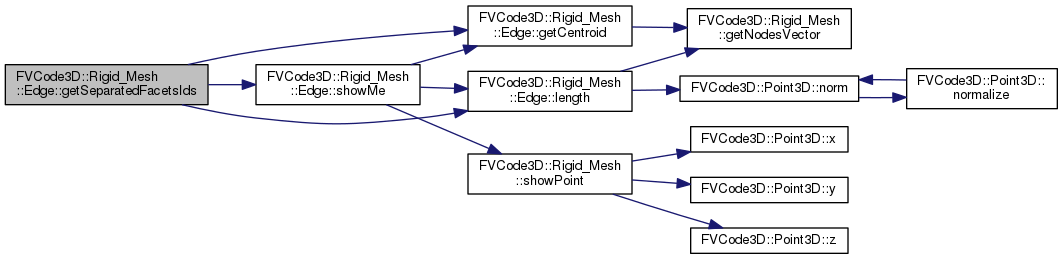 FVCode3D::Rigid_Mesh
::Edge::getSeparatedFacetsIds
FVCode3D::Rigid_Mesh
::Edge::showMe
FVCode3D::Rigid_Mesh
::Edge::getCentroid
FVCode3D::Rigid_Mesh
::Edge::length
FVCode3D::Rigid_Mesh
::showPoint
FVCode3D::Rigid_Mesh
::getNodesVector
FVCode3D::Point3D::norm
FVCode3D::Point3D::x
FVCode3D::Point3D::y
FVCode3D::Point3D::z
FVCode3D::Point3D::
normalize